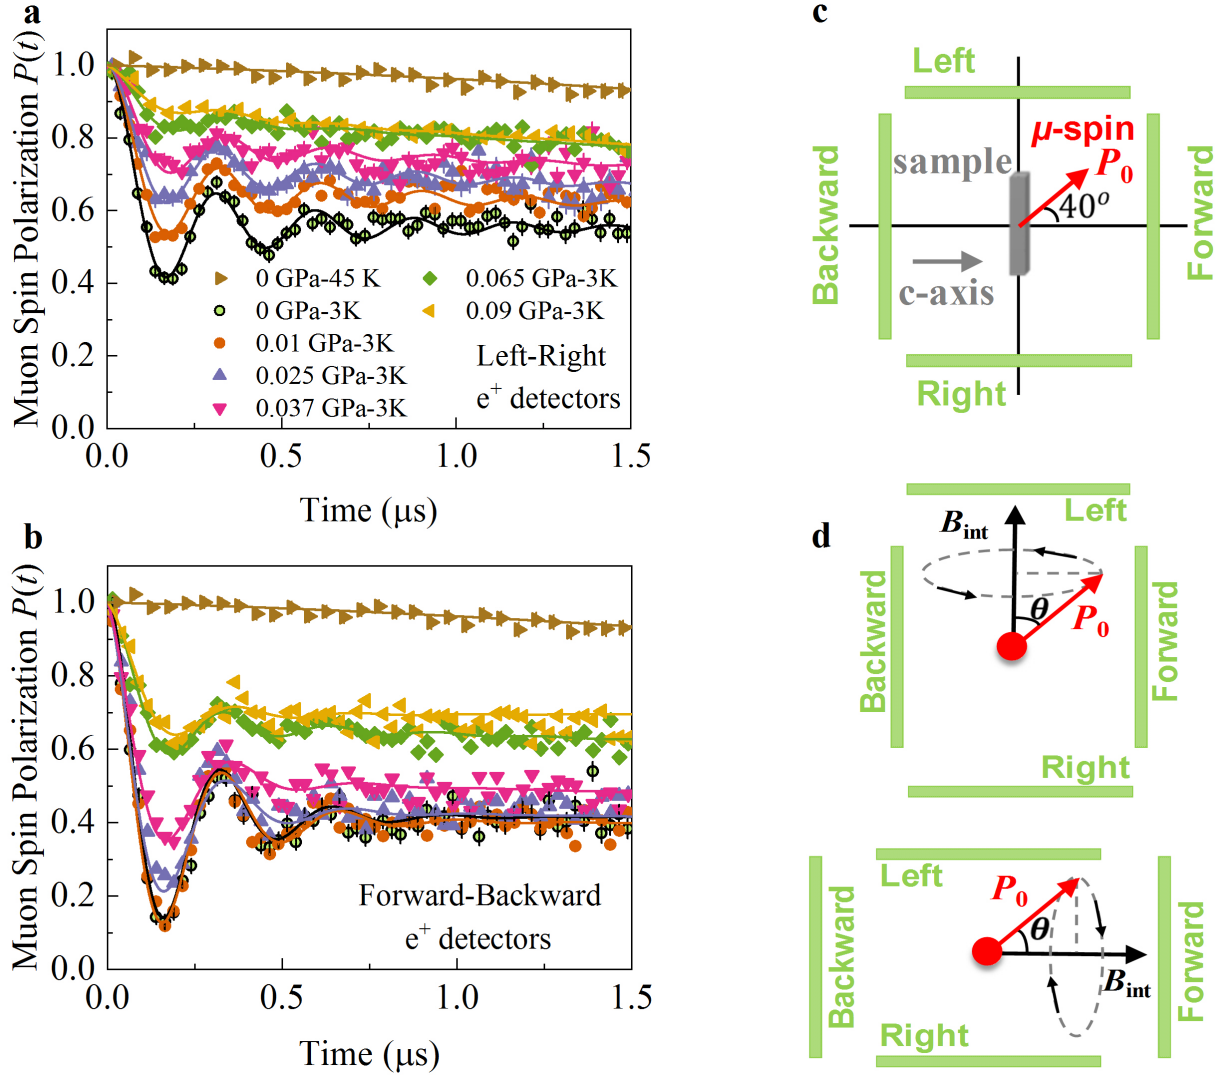 a
Muon Spin Polarization P(t)
1.0
0.8
0.6
0.4
0.2
0.0
0 GPa-45 K
0 GPa-3K
0.01 GPa-3K
0.025 GPa-3K
0.037 GPa-3K
0.065 GPa-3K
0.09 GPa-3K
Left-Right
e⁺ detectors
0.0 0.5 1.0 1.5
Time (μs)
b
Muon Spin Polarization P(t)
1.0
0.8
0.6
0.4
0.2
0.0
Forward-Backward
e⁺ detectors
0.0 0.5 1.0 1.5
Time (μs)
c
Left
μ-spin
P₀
sample
40º
Backward
Forward
c-axis
Right
d
Left
Bint
θ
P₀
Backward
Forward
Right
Left
P₀
θ
Bint
Backward
Forward
Right